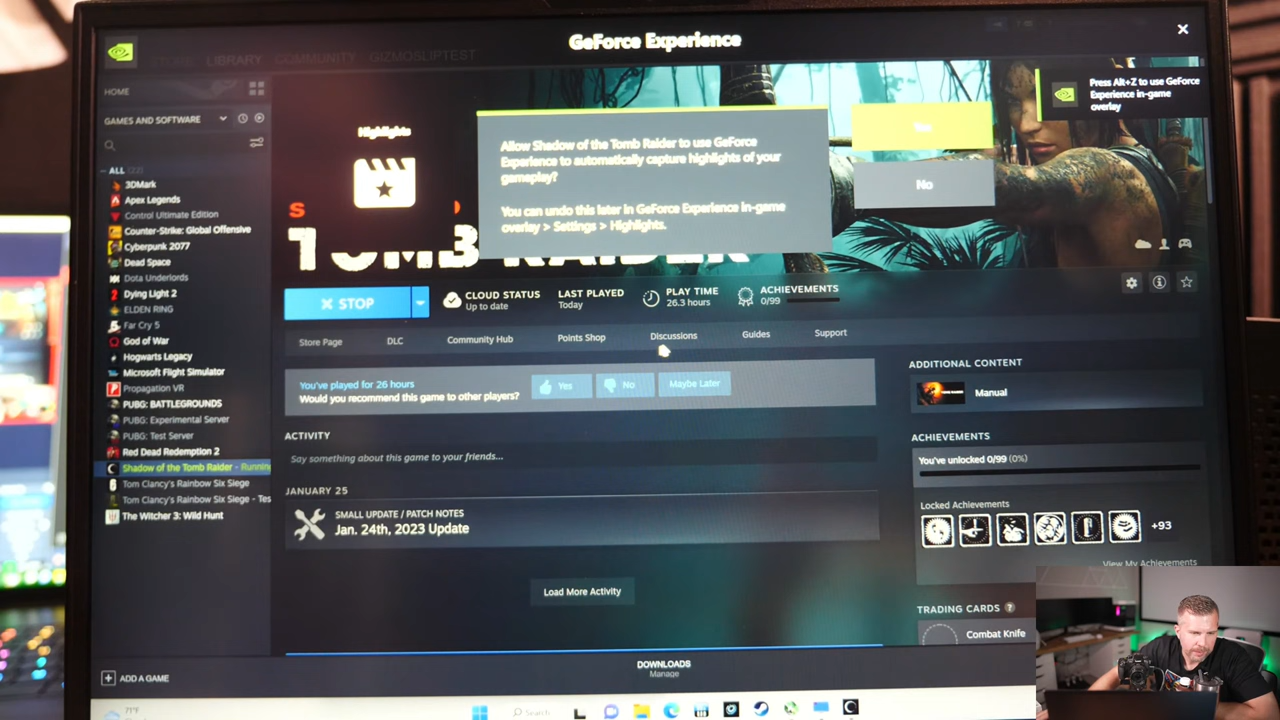 GeForce Experience
STORE LIBRARY COMMUNITY GIZMOSLIPTEST
Press Alt+Z to use GeForce
Experience in-game
overlay
HOME
GAMES AND SOFTWARE
ALL
3DMark
Apex Legends
Control Ultimate Edition
Counter-Strike: Global Offensive
Cyberpunk 2077
Dead Space
Dota Underlords
Dying Light 2
ELDEN RING
Far Cry 5
God of War
Hogwarts Legacy
Microsoft Flight Simulator
Propagation VR
PUBG: BATTLEGROUNDS
PUBG: Experimental Server
PUBG: Test Server
Red Dead Redemption 2
Shadow of the Tomb Raider - Running
Tom Clancy's Rainbow Six Siege
Tom Clancy's Rainbow Six Siege - Tes
The Witcher 3: Wild Hunt
ADD A GAME
Highlights
Allow Shadow of the Tomb Raider to use GeForce
Experience to automatically capture highlights of your
gameplay?
You can undo this later in GeForce Experience in-game
overlay > Settings > Highlights.
Yes
No
S
TOMB RAIDER
STOP
CLOUD STATUS
Up to date
LAST PLAYED
Today
PLAY TIME
26.3 hours
ACHIEVEMENTS
0/99
Store Page DLC Community Hub Points Shop Discussions Guides Support
You've played for 26 hours
Would you recommend this game to other players?
Yes No Maybe Later
ACTIVITY
Say something about this game to your friends...
JANUARY 25
SMALL UPDATE / PATCH NOTES
Jan. 24th, 2023 Update
Load More Activity
ADDITIONAL CONTENT
Manual
ACHIEVEMENTS
You've unlocked 0/99 (0%)
Locked Achievements
+93
View My Achievements
TRADING CARDS ?
Combat Knife
DOWNLOADS
Manage
71°F
Search